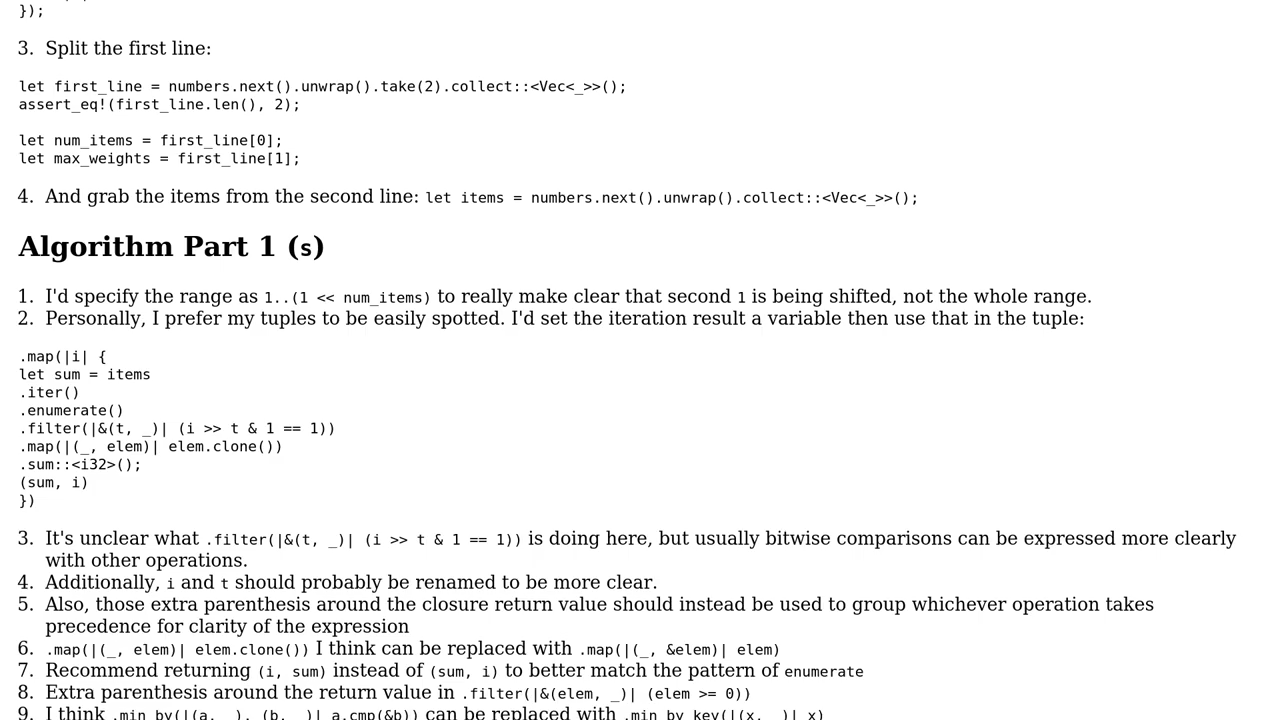 });
3. Split the first line:
let first_line = numbers.next().unwrap().take(2).collect::<Vec<_>>();
assert_eq!(first_line.len(), 2);
let num_items = first_line[0];
let max_weights = first_line[1];
4. And grab the items from the second line: let items = numbers.next().unwrap().collect::<Vec<_>>();
Algorithm Part 1 (s)
1. I'd specify the range as 1..(1 << num_items) to really make clear that second 1 is being shifted, not the whole range.
2. Personally, I prefer my tuples to be easily spotted. I'd set the iteration result a variable then use that in the tuple:
.map(|i| {
let sum = items
.iter()
.enumerate()
.filter(|&(t, _)| (i >> t & 1 == 1))
.map(|(_, elem)| elem.clone())
.sum::<i32>();
(sum, i)
})
3. It's unclear what .filter(|&(t, _)| (i >> t & 1 == 1)) is doing here, but usually bitwise comparisons can be expressed more clearly
with other operations.
4. Additionally, i and t should probably be renamed to be more clear.
5. Also, those extra parenthesis around the closure return value should instead be used to group whichever operation takes
precedence for clarity of the expression
6. .map(|(_, elem)| elem.clone()) I think can be replaced with .map(|(_, &elem)| elem)
7. Recommend returning (i, sum) instead of (sum, i) to better match the pattern of enumerate
8. Extra parenthesis around the return value in .filter(|&(elem, _)| (elem >= 0))
9. I think .min_by(|(a, _), (b, _)| a.cmp(&b)) can be replaced with .min_by_key(|(x, _)| x)